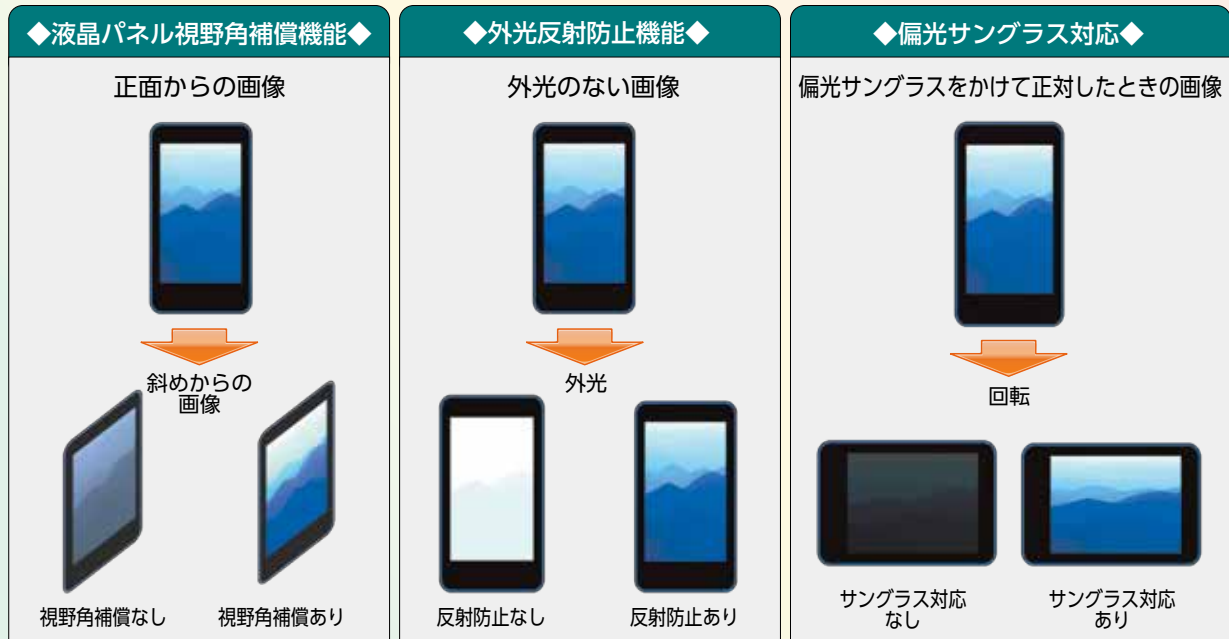 ◆液晶パネル視野角補償機能◆
正面からの画像
斜めからの
画像
視野角補償なし
視野角補償あり
◆外光反射防止機能◆
外光のない画像
外光
反射防止なし
反射防止あり
◆偏光サングラス対応◆
偏光サングラスをかけて正対したときの画像
回転
サングラス対応
なし
サングラス対応
あり